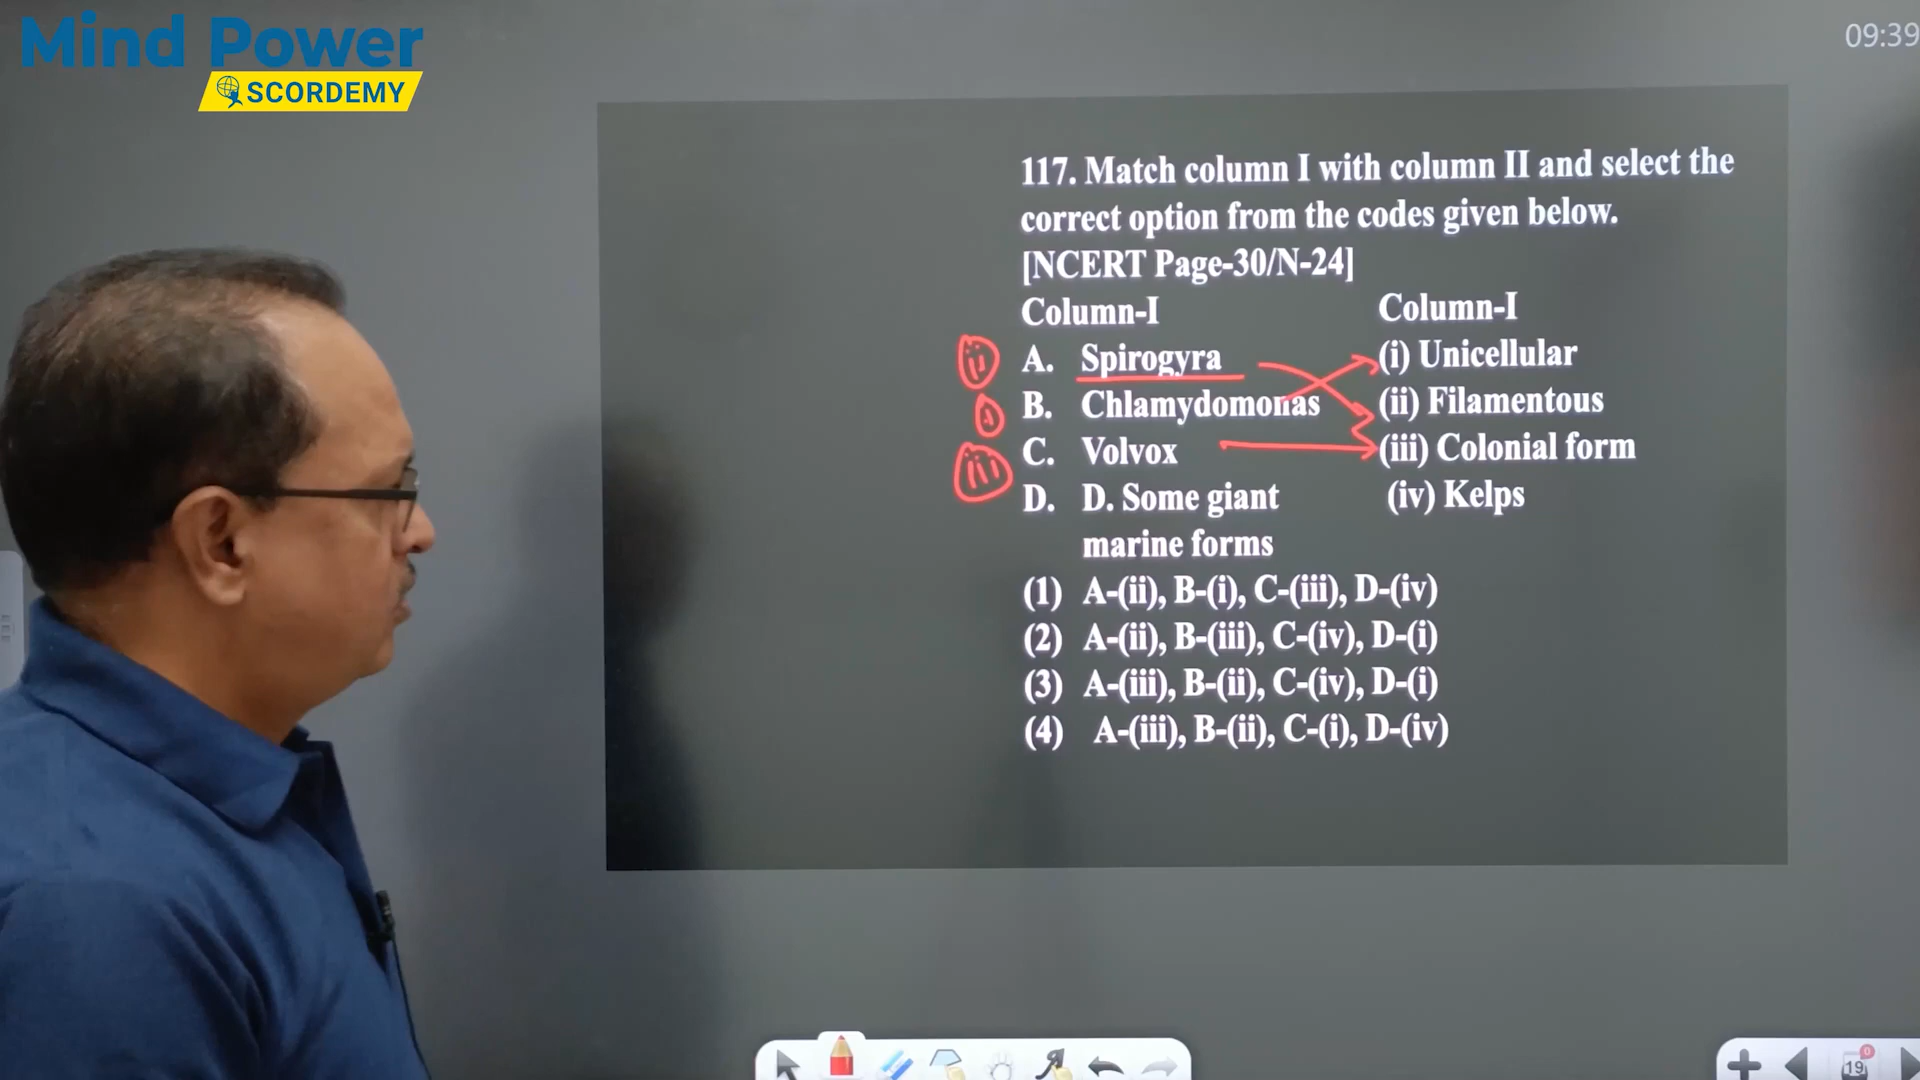 Mind Power
SCORDEMY
09:39
117. Match column I with column II and select the
correct option from the codes given below.
[NCERT Page-30/N-24]
Column-I Column-I
(ii) A. Spirogyra (i) Unicellular
(i) B. Chlamydomonas (ii) Filamentous
(iii) C. Volvox (iii) Colonial form
D. D. Some giant (iv) Kelps
marine forms
(1) A-(ii), B-(i), C-(iii), D-(iv)
(2) A-(ii), B-(iii), C-(iv), D-(i)
(3) A-(iii), B-(ii), C-(iv), D-(i)
(4) A-(iii), B-(ii), C-(i), D-(iv)
19
0